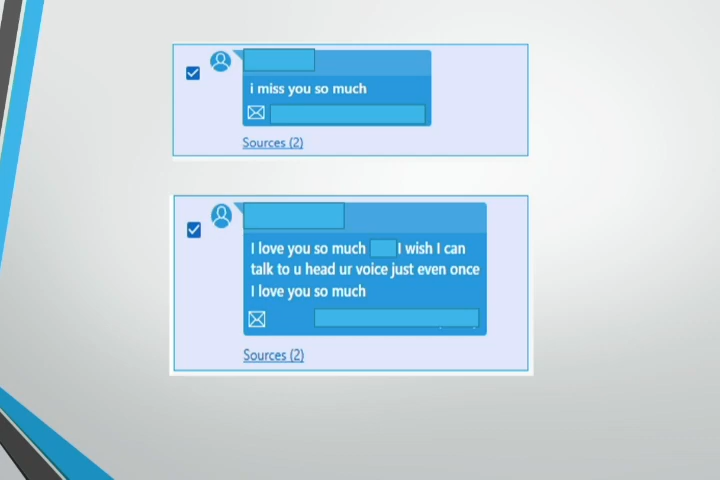 i miss you so much
Sources (2)
I love you so much I wish I can
talk to u head ur voice just even once
I love you so much
Sources (2)